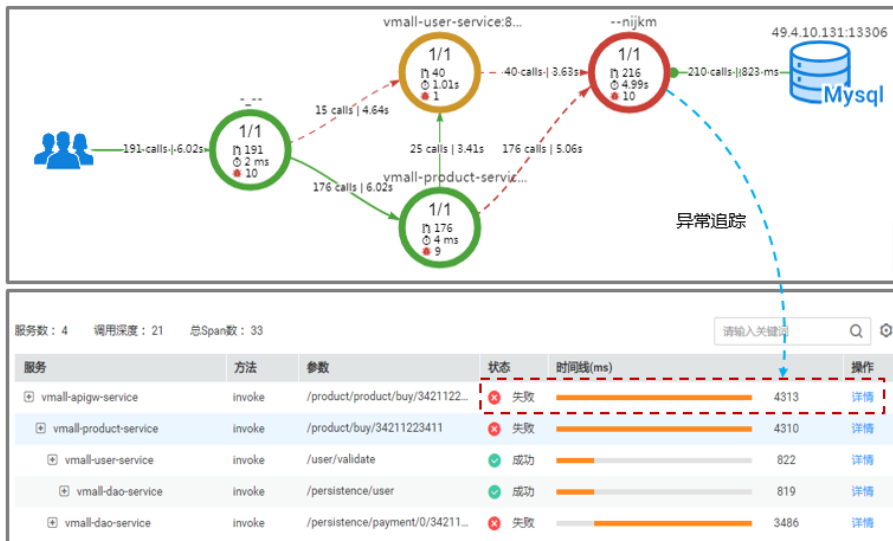 vmall-user-service:8...
--nijkm
49.4.10.131:13306
1/1
40
1.01s
1
40 calls | 3.63s
1/1
216
4.99s
10
210 calls | 823 ms
Mysql
-_--
15 calls | 4.64s
191 calls | 6.02s
1/1
191
2 ms
10
25 calls | 3.41s
176 calls | 5.06s
176 calls | 6.02s
vmall-product-servic...
1/1
176
4 ms
9
异常追踪
服务数: 4 调用深度: 21 总Span数: 33
请输入关键词
服务 方法 参数 状态 时间线(ms) 操作
vmall-apigw-service invoke /product/product/buy/3421122... 失败 4313 详情
vmall-product-service invoke /product/buy/34211223411 失败 4310 详情
vmall-user-service invoke /user/validate 成功 822 详情
vmall-dao-service invoke /persistence/user 成功 819 详情
vmall-dao-service invoke /persistence/payment/0/34211... 失败 3486 详情